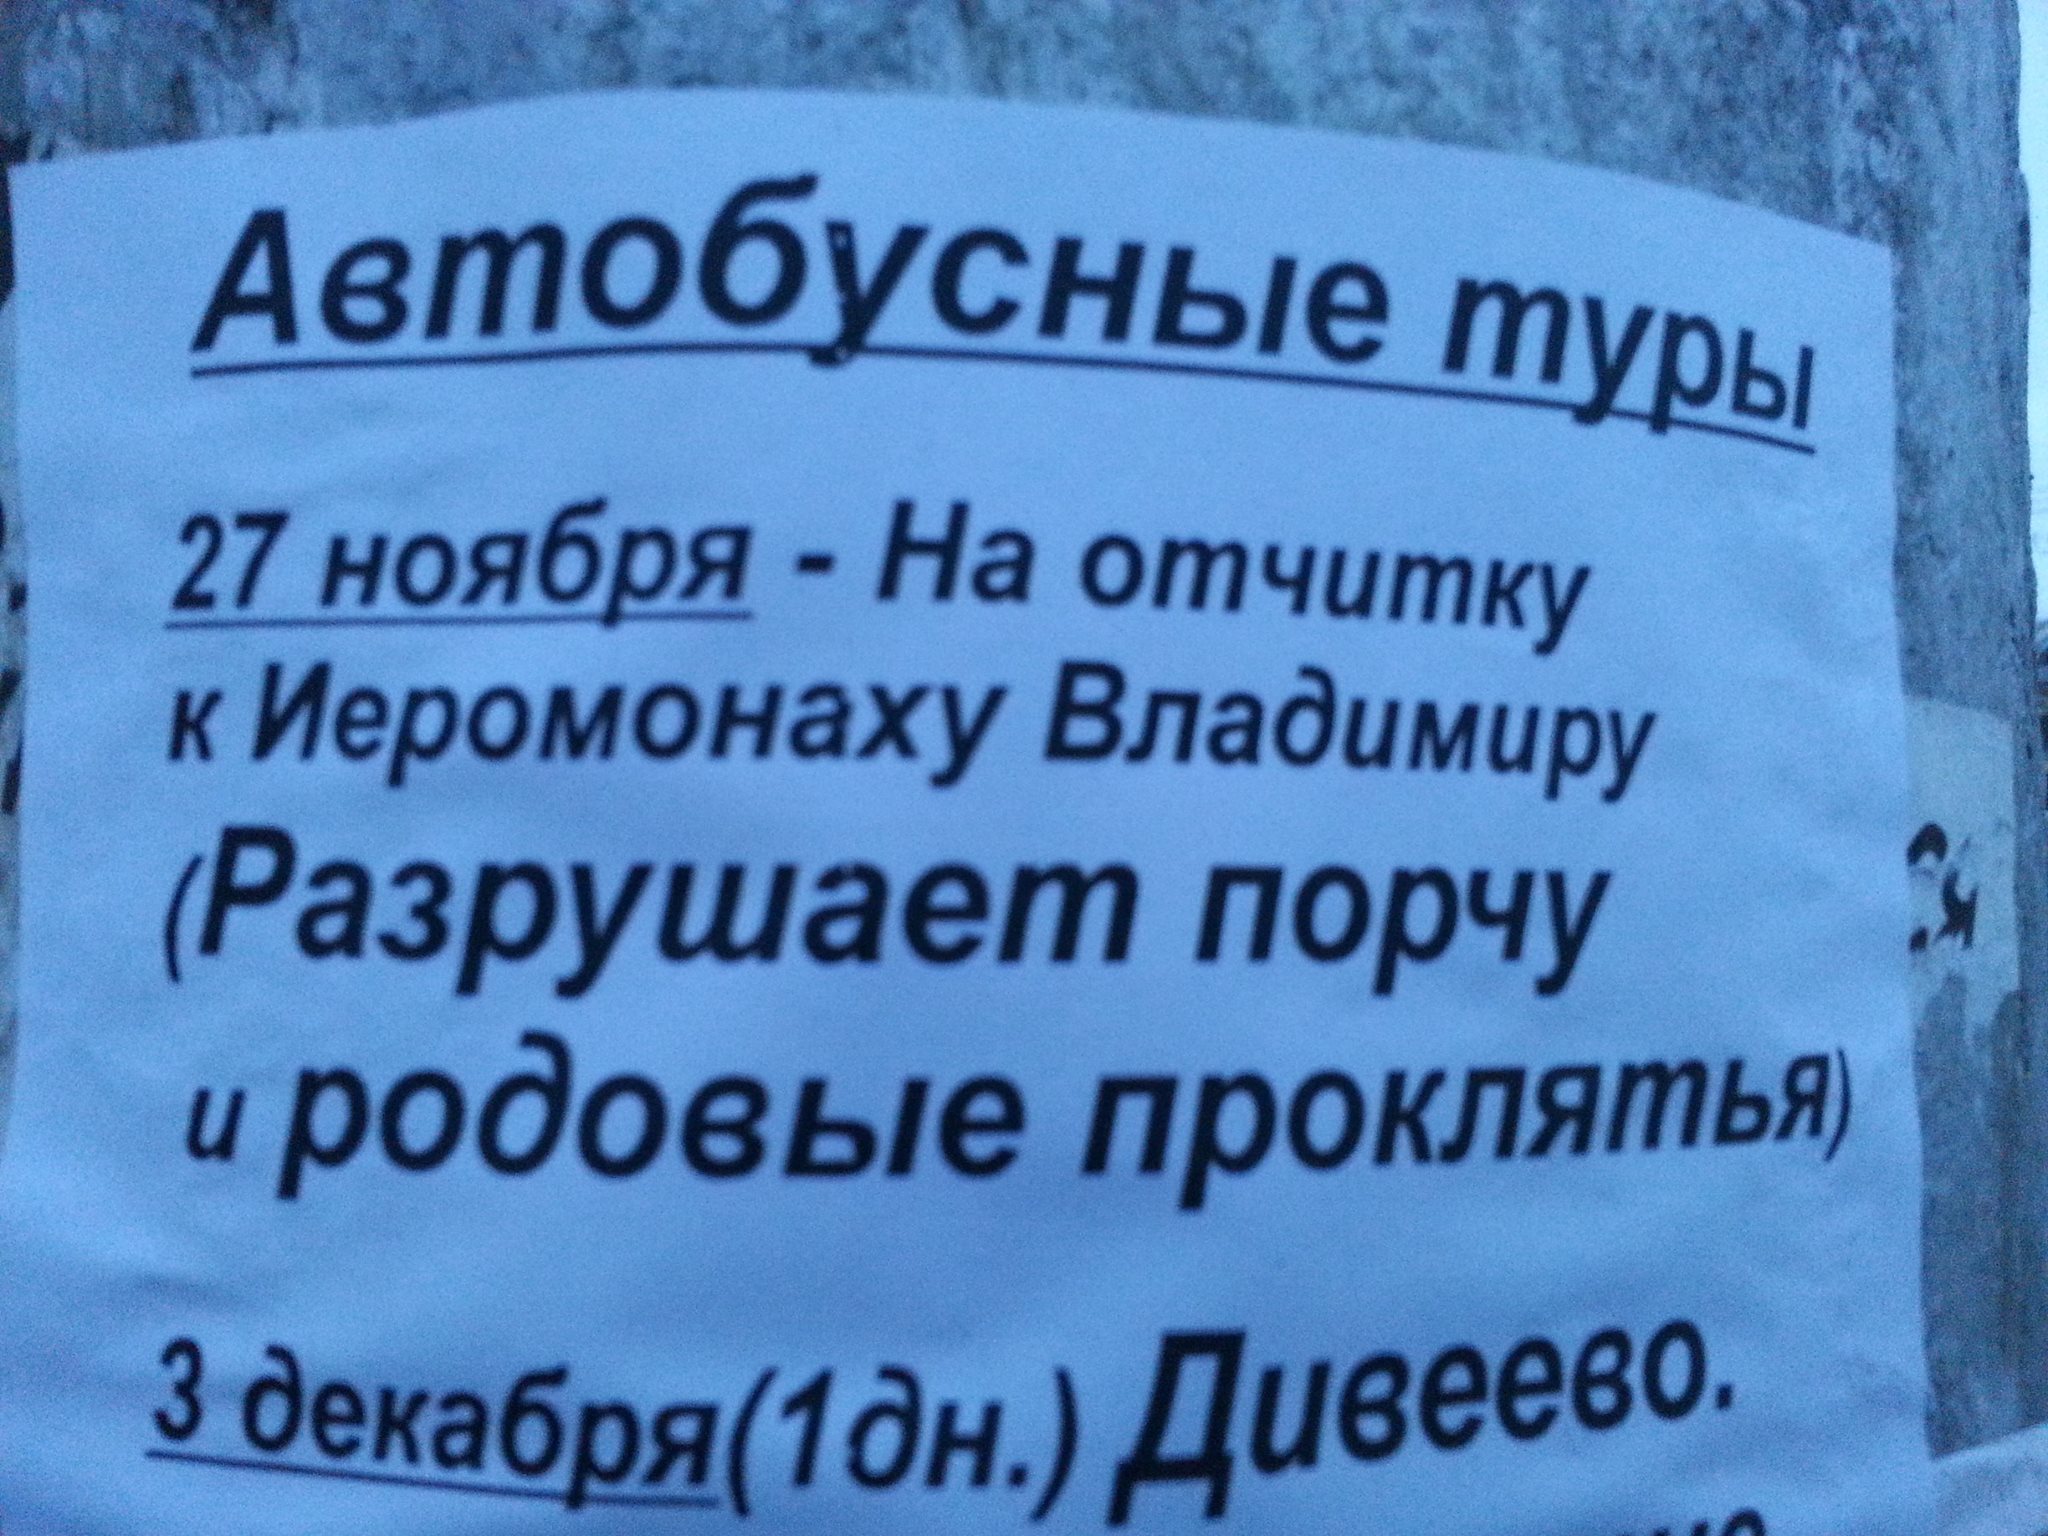 Автобусные туры
27 ноября - На отчитку
к Иеромонаху Владимиру
(Разрушает порчу
и родовые проклятья)
3 декабря(1дн.) Дивеево.